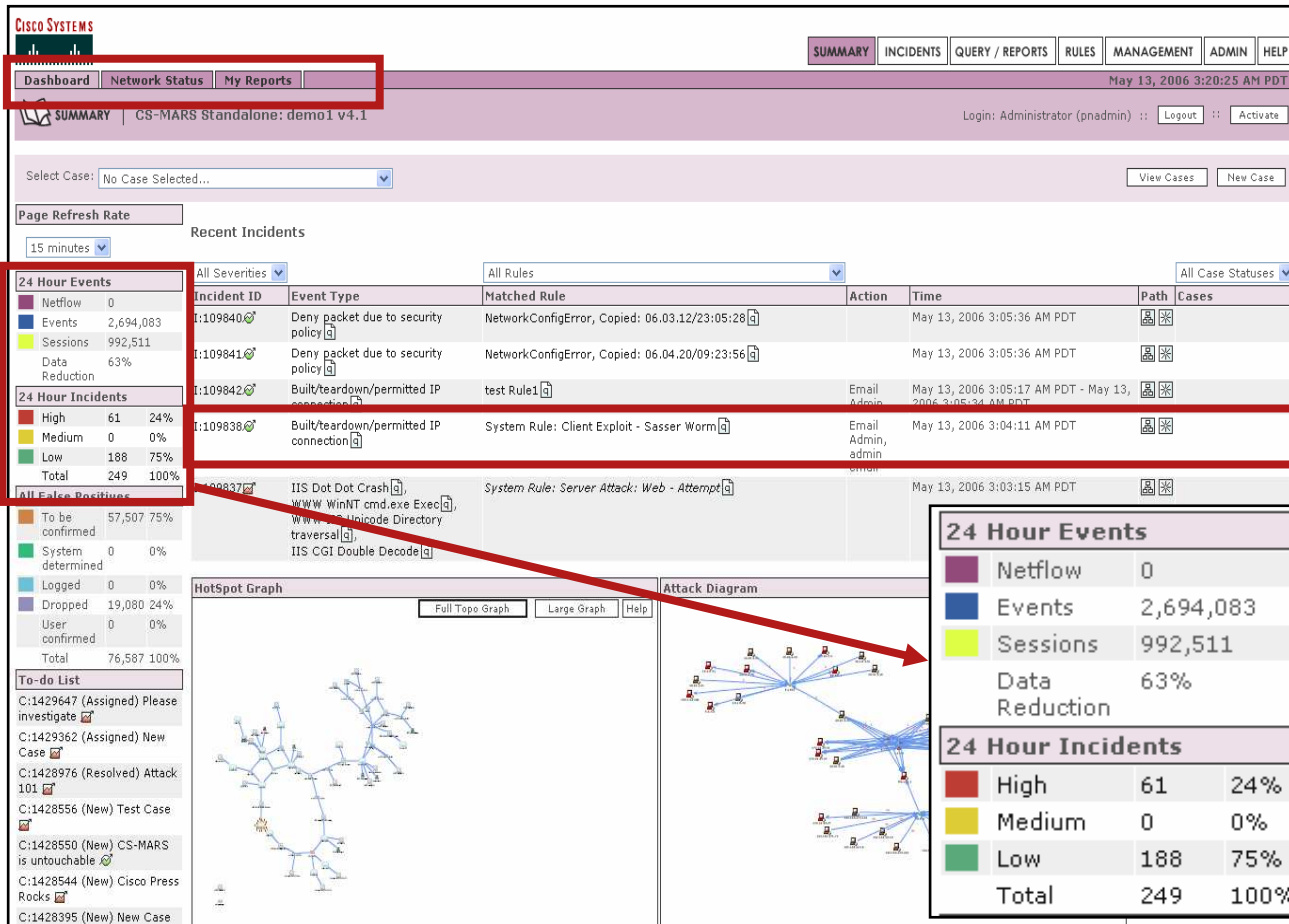 CISCO SYSTEMS
SUMMARY INCIDENTS QUERY / REPORTS RULES MANAGEMENT ADMIN HELP
Dashboard Network Status My Reports May 13, 2006 3:20:25 AM PDT
SUMMARY | CS-MARS Standalone: demo1 v4.1 Login: Administrator (pnadmin) :: Logout :: Activate
Select Case: No Case Selected... View Cases New Case
Page Refresh Rate
15 minutes
Recent Incidents
All Severities All Rules All Case Statuses
Incident ID Event Type Matched Rule Action Time Path Cases
I:109840 Deny packet due to security policy q NetworkConfigError, Copied: 06.03.12/23:05:28 q May 13, 2006 3:05:36 AM PDT
I:109841 Deny packet due to security policy q NetworkConfigError, Copied: 06.04.20/09:23:56 q May 13, 2006 3:05:36 AM PDT
I:109842 Built/teardown/permitted IP connection q test Rule1 q Email Admin May 13, 2006 3:05:17 AM PDT - May 13, 2006 3:05:34 AM PDT
I:109838 Built/teardown/permitted IP connection q System Rule: Client Exploit - Sasser Worm q Email Admin, admin email May 13, 2006 3:04:11 AM PDT
I:109837 IIS Dot Dot Crash q, System Rule: Server Attack: Web - Attempt q May 13, 2006 3:03:15 AM PDT
WWW WinNT cmd.exe Exec q,
WWW IIS Unicode Directory traversal q,
IIS CGI Double Decode q
24 Hour Events
Netflow 0
Events 2,694,083
Sessions 992,511
Data Reduction 63%
24 Hour Incidents
High 61 24%
Medium 0 0%
Low 188 75%
Total 249 100%
All False Positives
To be confirmed 57,507 75%
System determined 0 0%
Logged 0 0%
Dropped 19,080 24%
User confirmed 0 0%
Total 76,587 100%
To-do List
C:1429647 (Assigned) Please investigate
C:1429362 (Assigned) New Case
C:1428976 (Resolved) Attack 101
C:1428556 (New) Test Case
C:1428550 (New) CS-MARS is untouchable
C:1428544 (New) Cisco Press Rocks
C:1428395 (New) New Case
HotSpot Graph
Full Topo Graph Large Graph Help
Attack Diagram
24 Hour Events
Netflow 0
Events 2,694,083
Sessions 992,511
Data Reduction 63%
24 Hour Incidents
High 61 24%
Medium 0 0%
Low 188 75%
Total 249 100%